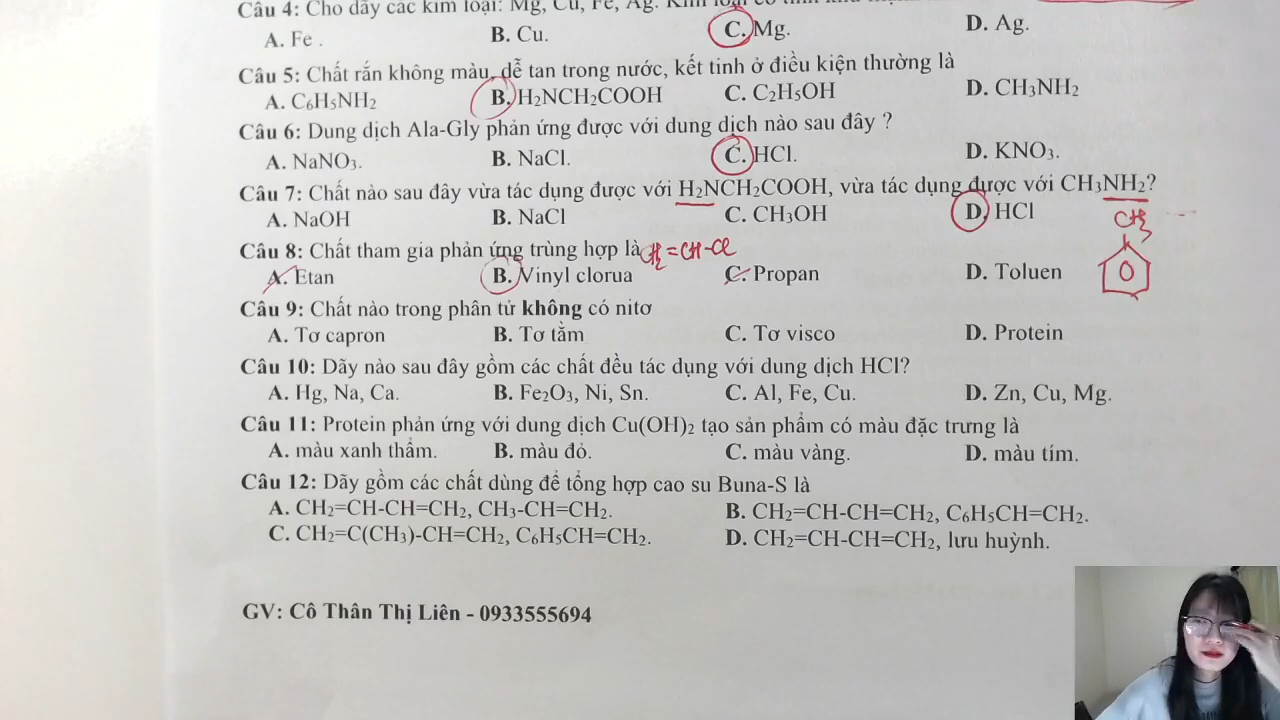 Câu 4: Cho dãy các kim loại: Mg, Cu, Fe, Ag. Kim loại có tính khử
A. Fe . B. Cu. C. Mg. D. Ag.
Câu 5: Chất rắn không màu, dễ tan trong nước, kết tinh ở điều kiện thường là
A. C₆H₅NH₂ B. H₂NCH₂COOH C. C₂H₅OH D. CH₃NH₂
Câu 6: Dung dịch Ala-Gly phản ứng được với dung dịch nào sau đây ?
A. NaNO₃. B. NaCl. C. HCl. D. KNO₃.
Câu 7: Chất nào sau đây vừa tác dụng được với H₂NCH₂COOH, vừa tác dụng được với CH₃NH₂?
A. NaOH B. NaCl C. CH₃OH D. HCl
CH₃
Câu 8: Chất tham gia phản ứng trùng hợp là CH₂=CH-Cl
A. Etan B. Vinyl clorua C. Propan D. Toluen
Câu 9: Chất nào trong phân tử không có nitơ
A. Tơ capron B. Tơ tằm C. Tơ visco D. Protein
Câu 10: Dãy nào sau đây gồm các chất đều tác dụng với dung dịch HCl?
A. Hg, Na, Ca. B. Fe₂O₃, Ni, Sn. C. Al, Fe, Cu. D. Zn, Cu, Mg.
Câu 11: Protein phản ứng với dung dịch Cu(OH)₂ tạo sản phẩm có màu đặc trưng là
A. màu xanh thẫm. B. màu đỏ. C. màu vàng. D. màu tím.
Câu 12: Dãy gồm các chất dùng để tổng hợp cao su Buna-S là
A. CH₂=CH-CH=CH₂, CH₃-CH=CH₂. B. CH₂=CH-CH=CH₂, C₆H₅CH=CH₂.
C. CH₂=C(CH₃)-CH=CH₂, C₆H₅CH=CH₂. D. CH₂=CH-CH=CH₂, lưu huỳnh.
GV: Cô Thân Thị Liên - 0933555694